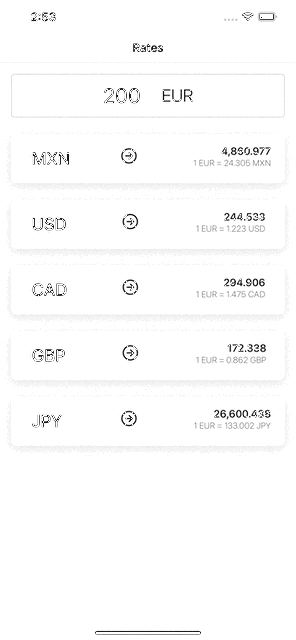 2:53
Rates
200 EUR
MXN
4,860.977
1 EUR = 24.305 MXN
USD
244.533
1 EUR = 1.223 USD
CAD
294.906
1 EUR = 1.475 CAD
GBP
172.338
1 EUR = 0.862 GBP
JPY
26,600.438
1 EUR = 133.002 JPY